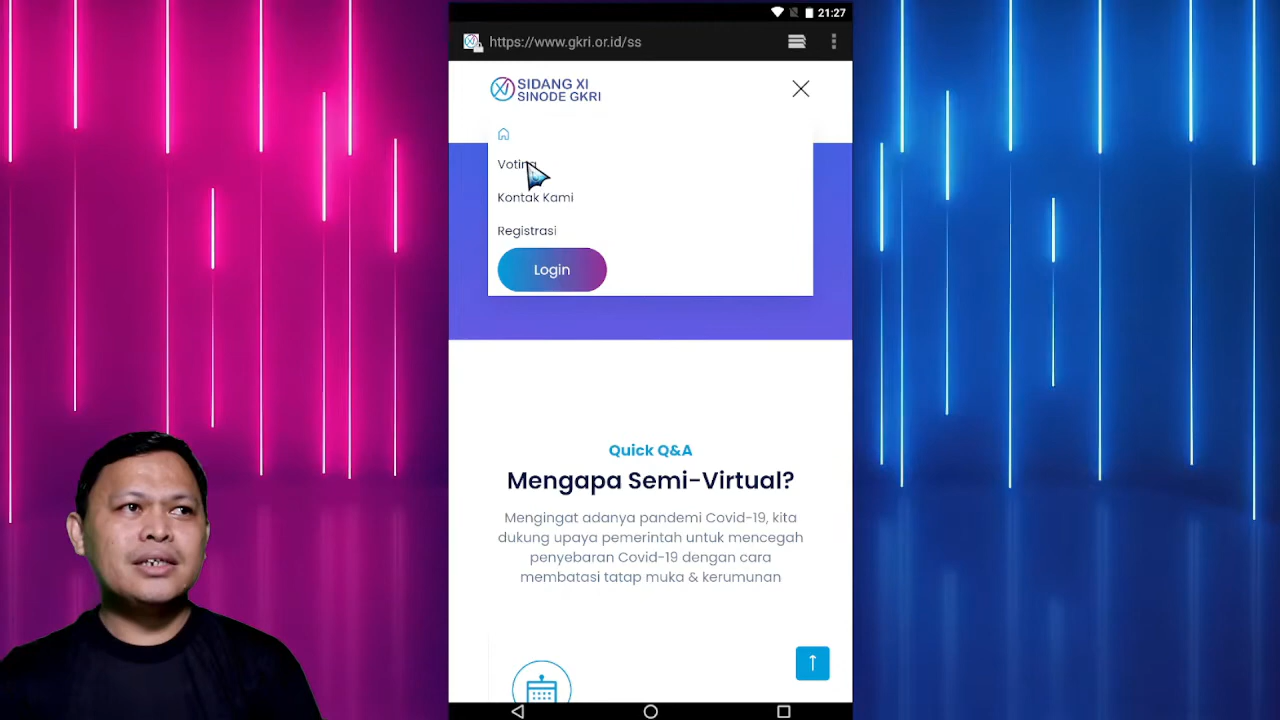 21:27
https://www.gkri.or.id/ss
SIDANG XI
SINODE GKRI
Voting
Kontak Kami
Registrasi
Login
Quick Q&A
Mengapa Semi-Virtual?
Mengingat adanya pandemi Covid-19, kita
dukung upaya pemerintah untuk mencegah
penyebaran Covid-19 dengan cara
membatasi tatap muka & kerumunan